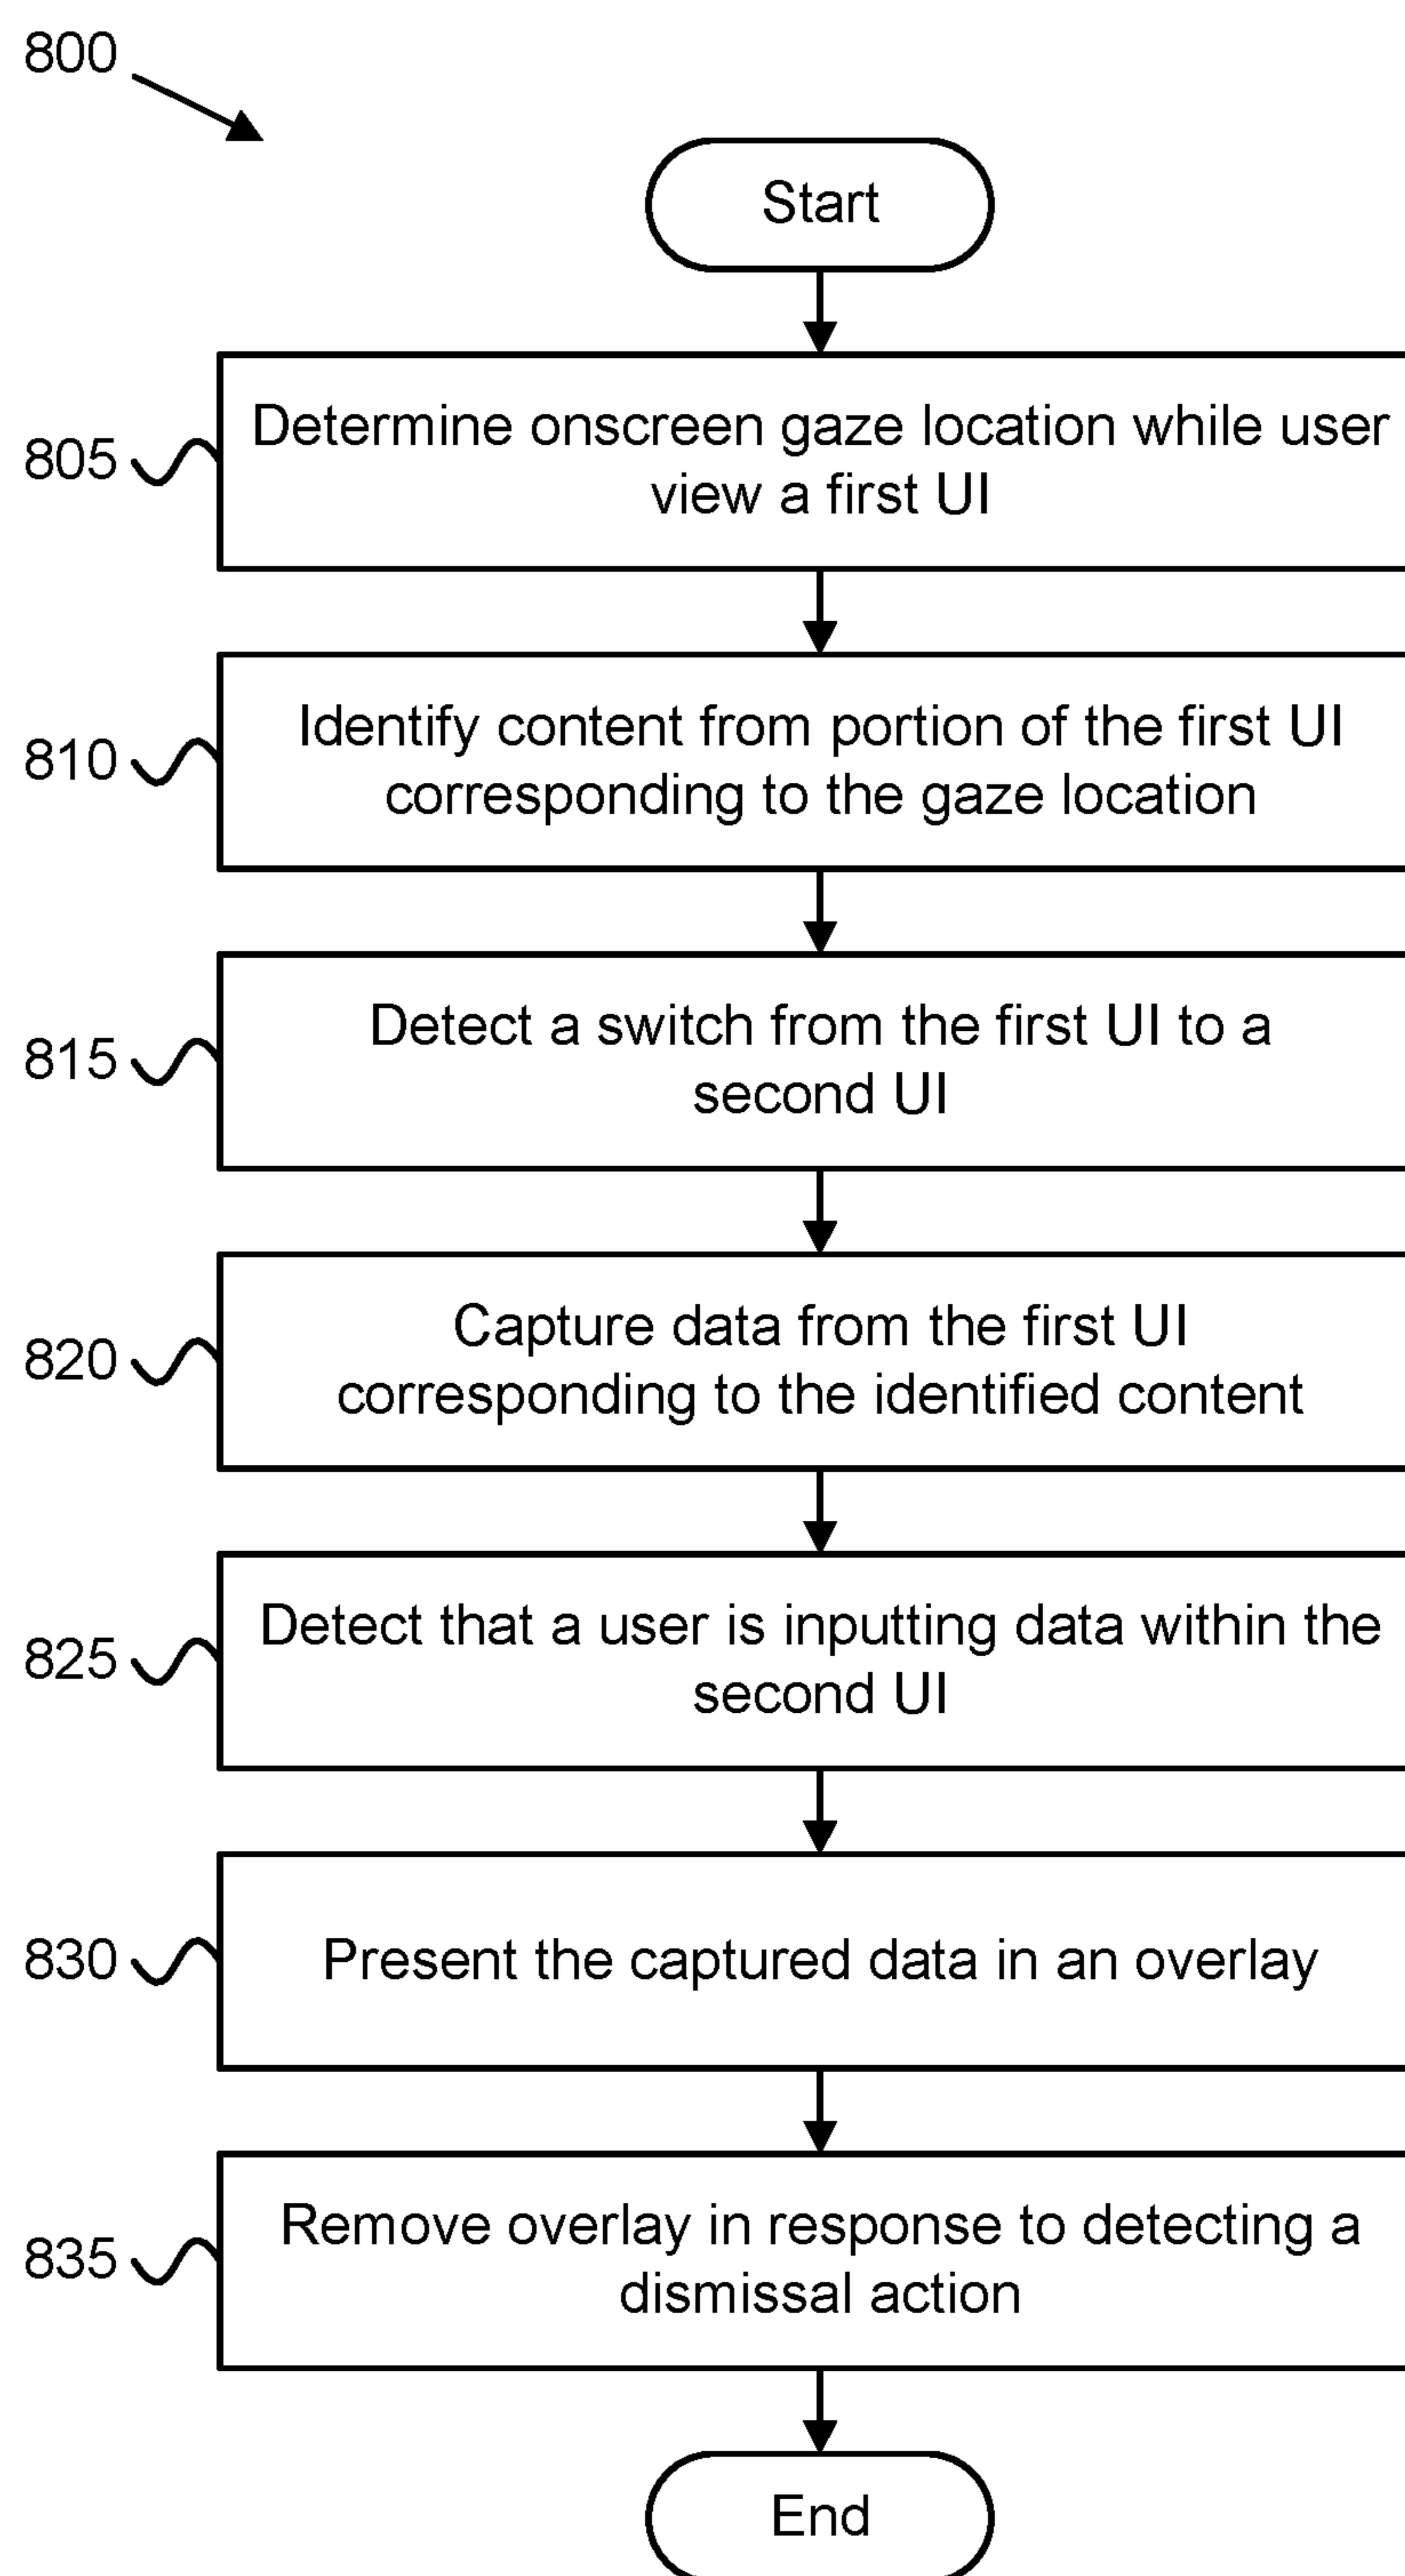 800
Start
805
Determine onscreen gaze location while user
view a first UI
810
Identify content from portion of the first UI
corresponding to the gaze location
815
Detect a switch from the first UI to a
second UI
820
Capture data from the first UI
corresponding to the identified content
825
Detect that a user is inputting data within the
second UI
830
Present the captured data in an overlay
835
Remove overlay in response to detecting a
dismissal action
End